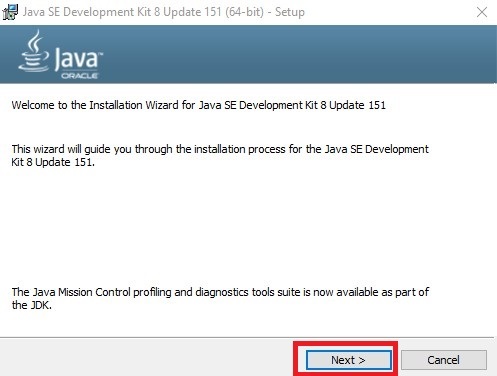 Java SE Development Kit 8 Update 151 (64-bit) - Setup
Java™
ORACLE
Welcome to the Installation Wizard for Java SE Development Kit 8 Update 151
This wizard will guide you through the installation process for the Java SE Development
Kit 8 Update 151.
The Java Mission Control profiling and diagnostics tools suite is now available as part of
the JDK.
Next >
Cancel